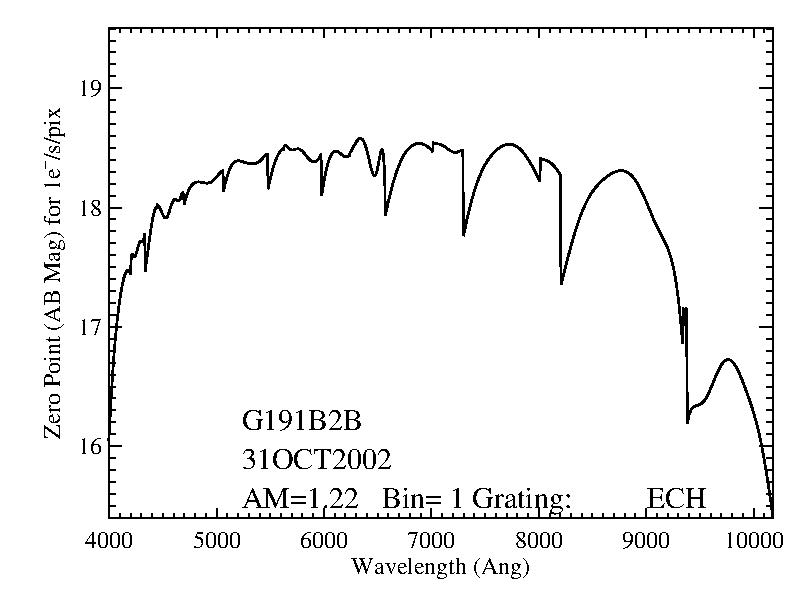 19
18
17
16
Zero Point (AB Mag) for 1e⁻/s/pix
G191B2B
31OCT2002
AM=1.22 Bin= 1 Grating: ECH
4000 5000 6000 7000 8000 9000 10000
Wavelength (Ang)